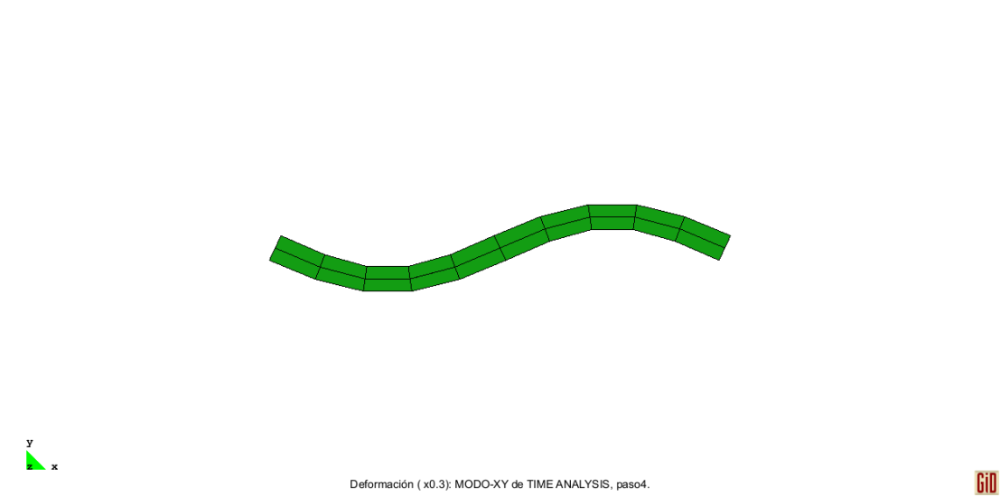 y
z x
Deformación ( x0.3): MODO-XY de TIME ANALYSIS, paso4.
GiD